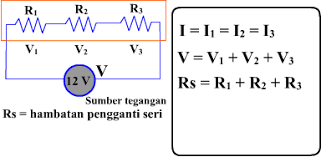 R₁ R₂ R₃
V₁ V₂ V₃
V
12 V
Sumber tegangan
Rs = hambatan pengganti seri
I = I₁ = I₂ = I₃
V = V₁ + V₂ + V₃
Rs = R₁ + R₂ + R₃